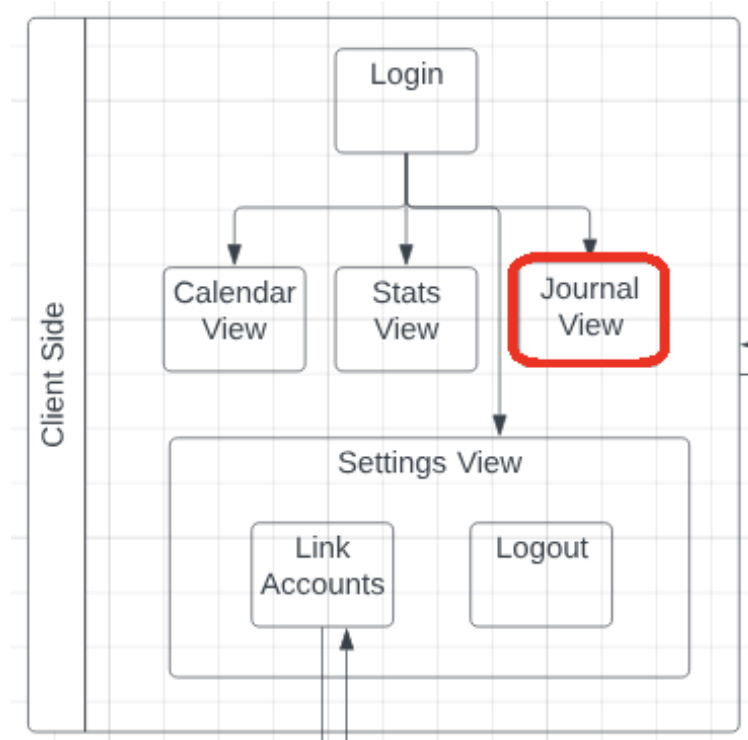 Login
Calendar
View
Stats
View
Journal
View
Client Side
Settings View
Link
Accounts
Logout